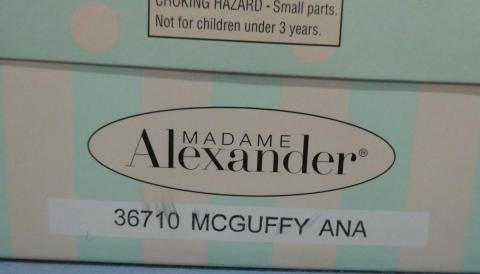 CHOKING HAZARD - Small parts.
Not for children under 3 years.
MADAME
Alexander®
36710 MCGUFFY ANA